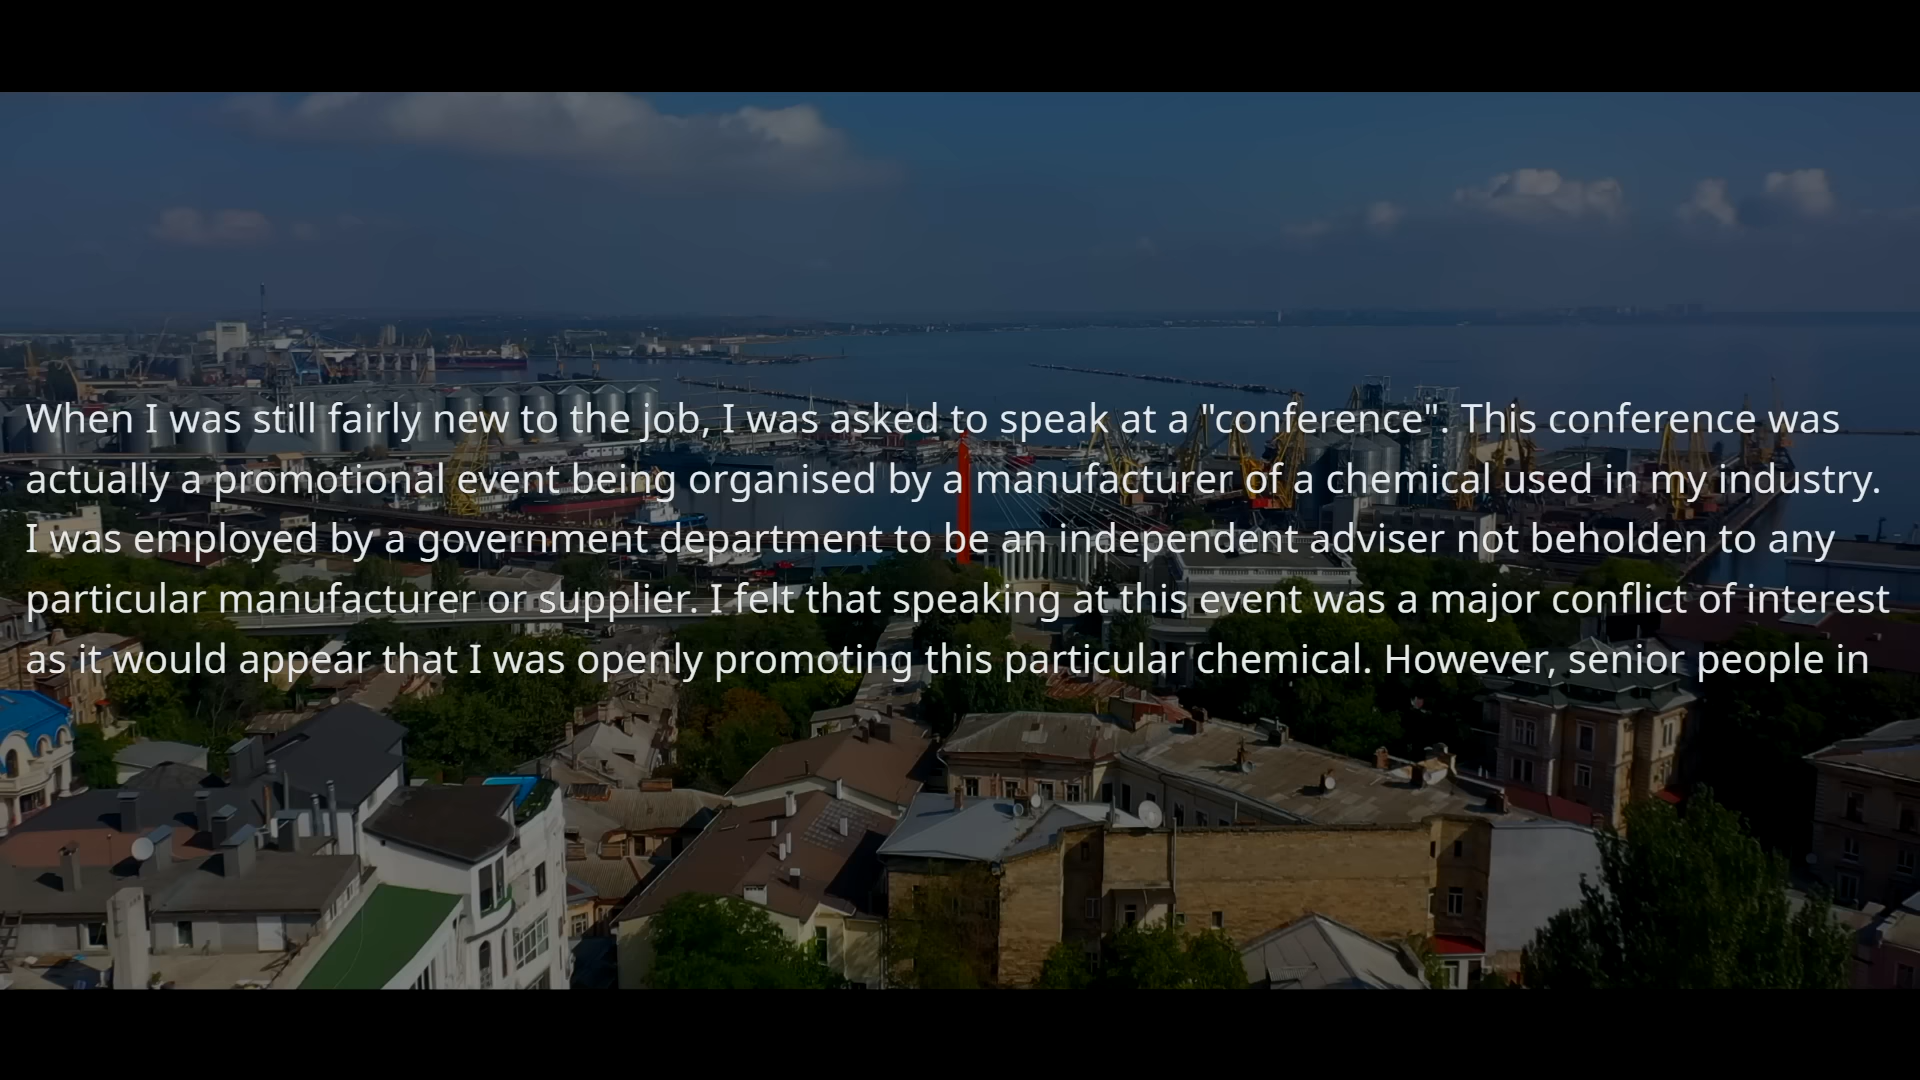 When I was still fairly new to the job, I was asked to speak at a "conference". This conference was
actually a promotional event being organised by a manufacturer of a chemical used in my industry.
I was employed by a government department to be an independent adviser not beholden to any
particular manufacturer or supplier. I felt that speaking at this event was a major conflict of interest
as it would appear that I was openly promoting this particular chemical. However, senior people in